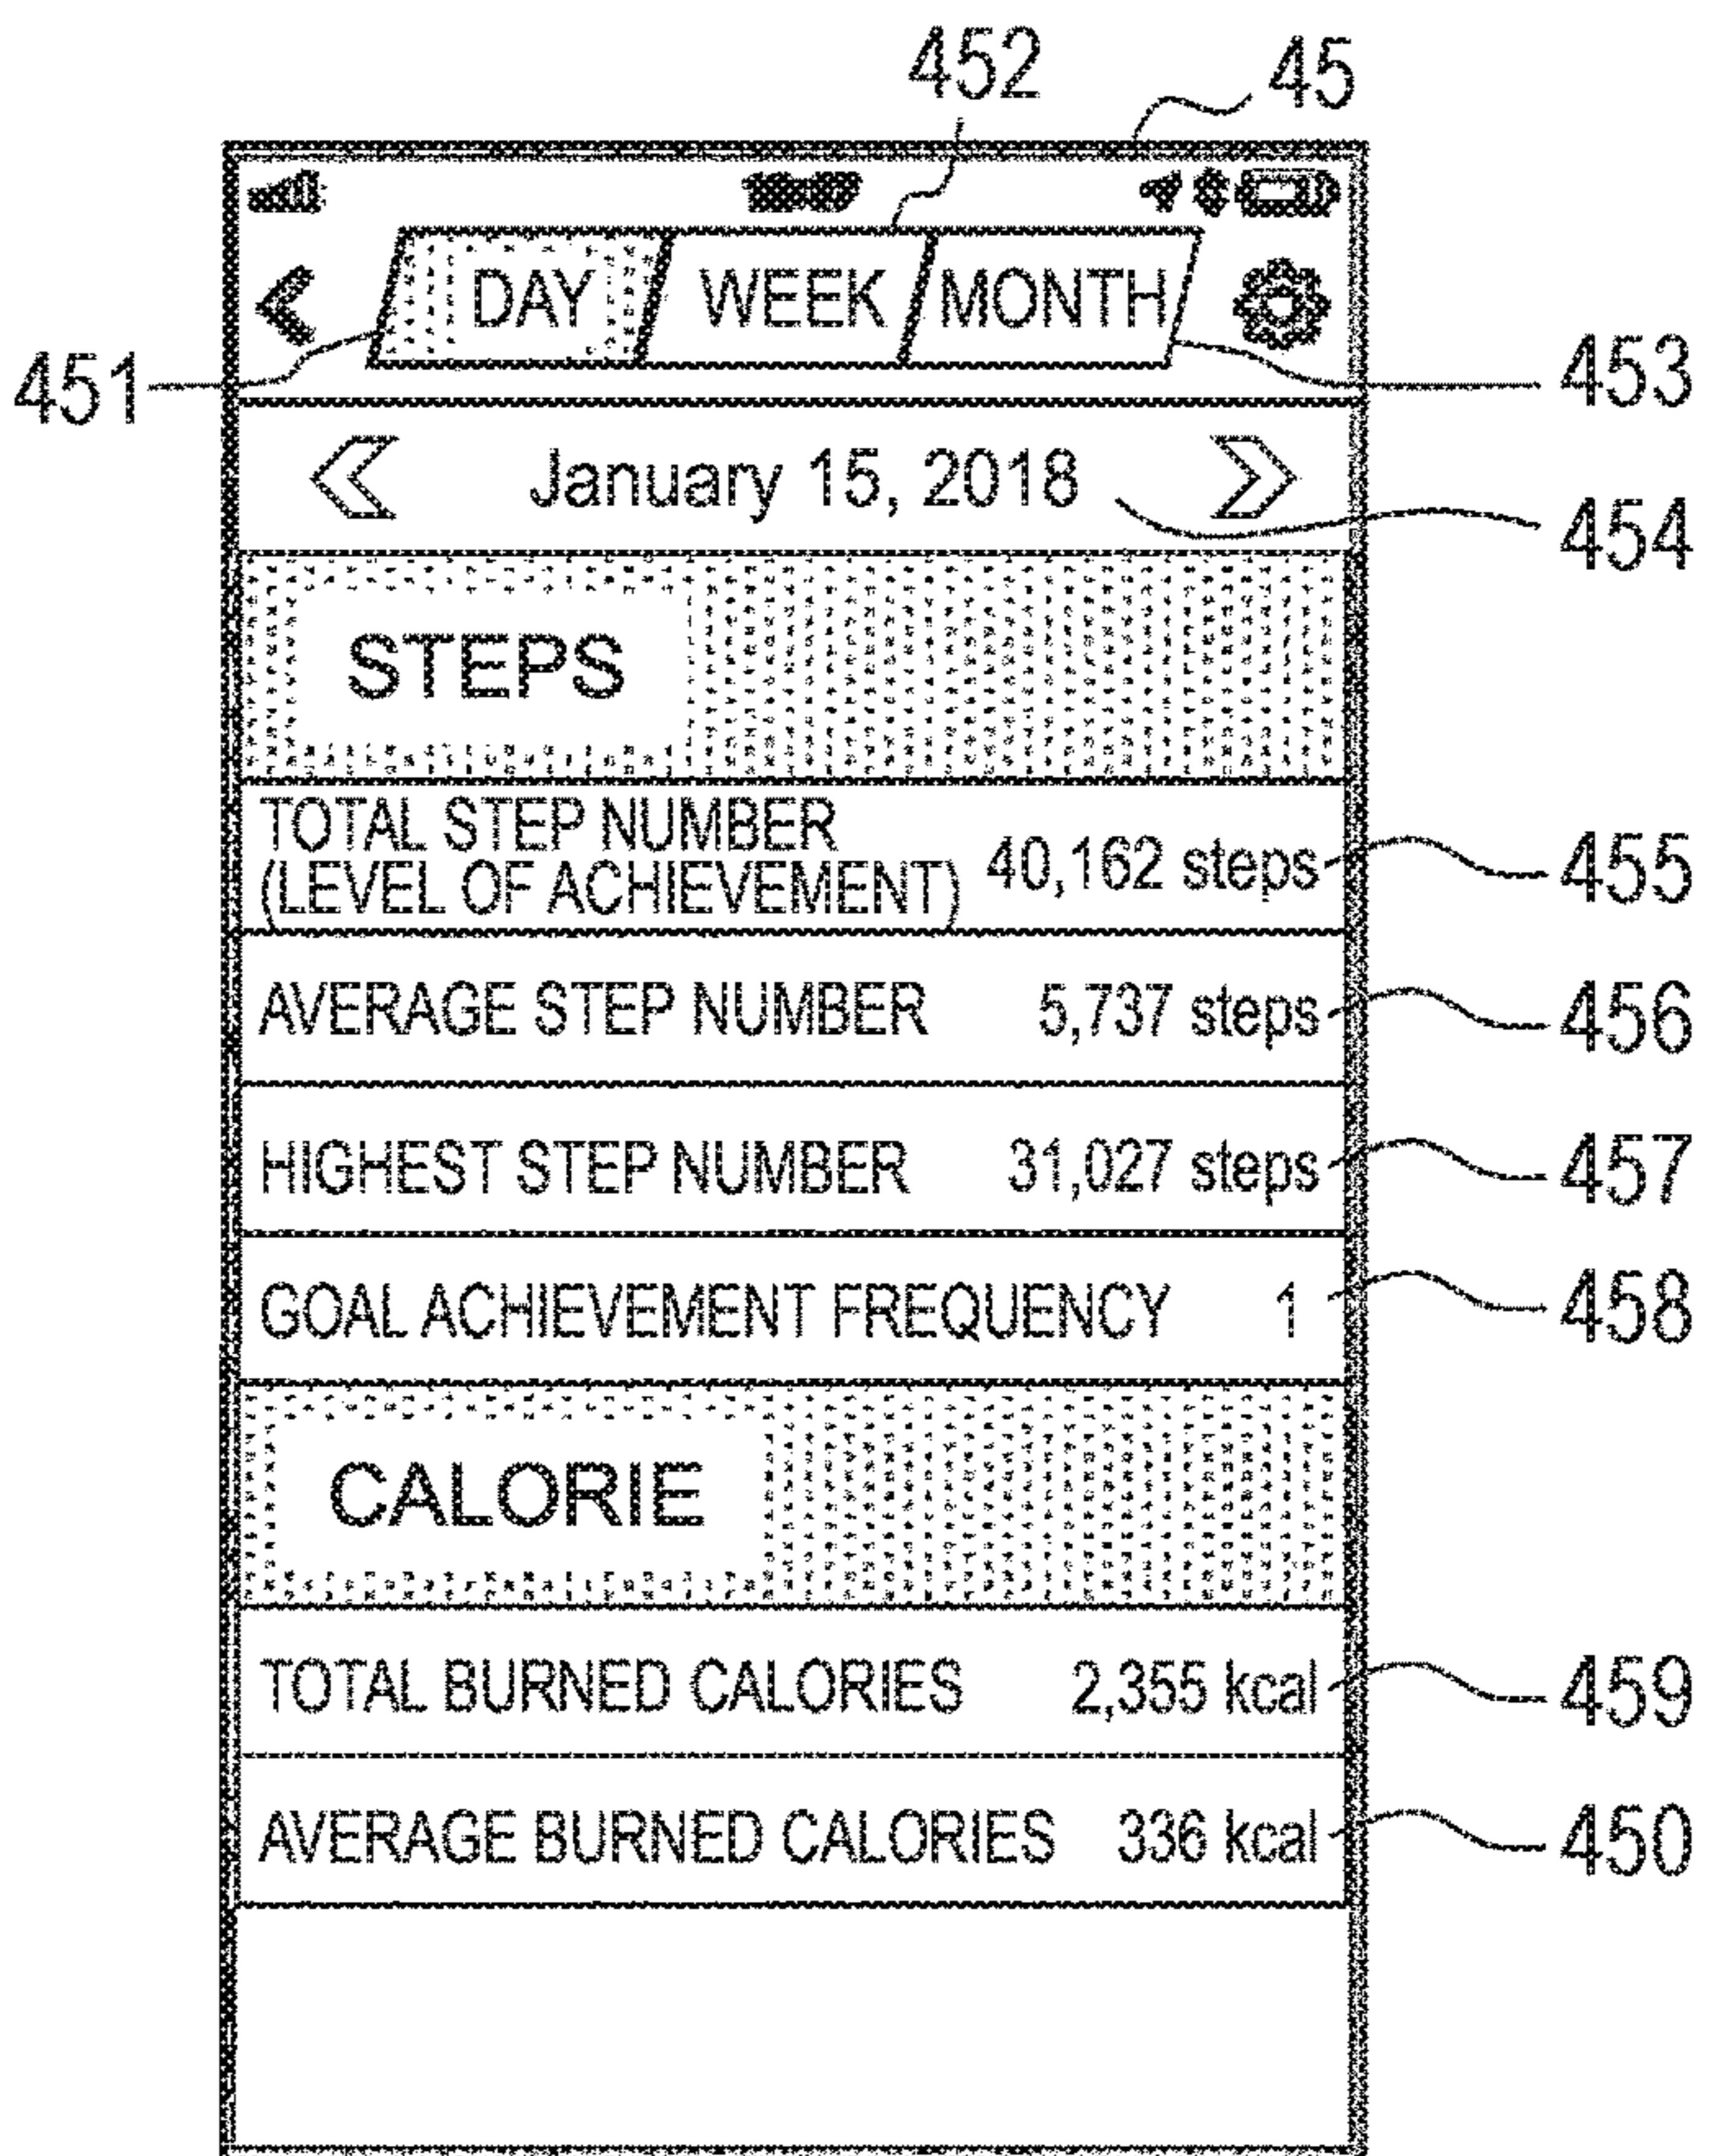 452 45
DAY WEEK MONTH
451
453
January 15, 2018
454
STEPS
TOTAL STEP NUMBER
(LEVEL OF ACHIEVEMENT) 40,162 steps 455
AVERAGE STEP NUMBER 5,737 steps 456
HIGHEST STEP NUMBER 31,027 steps 457
GOAL ACHIEVEMENT FREQUENCY 1 458
CALORIE
TOTAL BURNED CALORIES 2,355 kcal 459
AVERAGE BURNED CALORIES 336 kcal 450